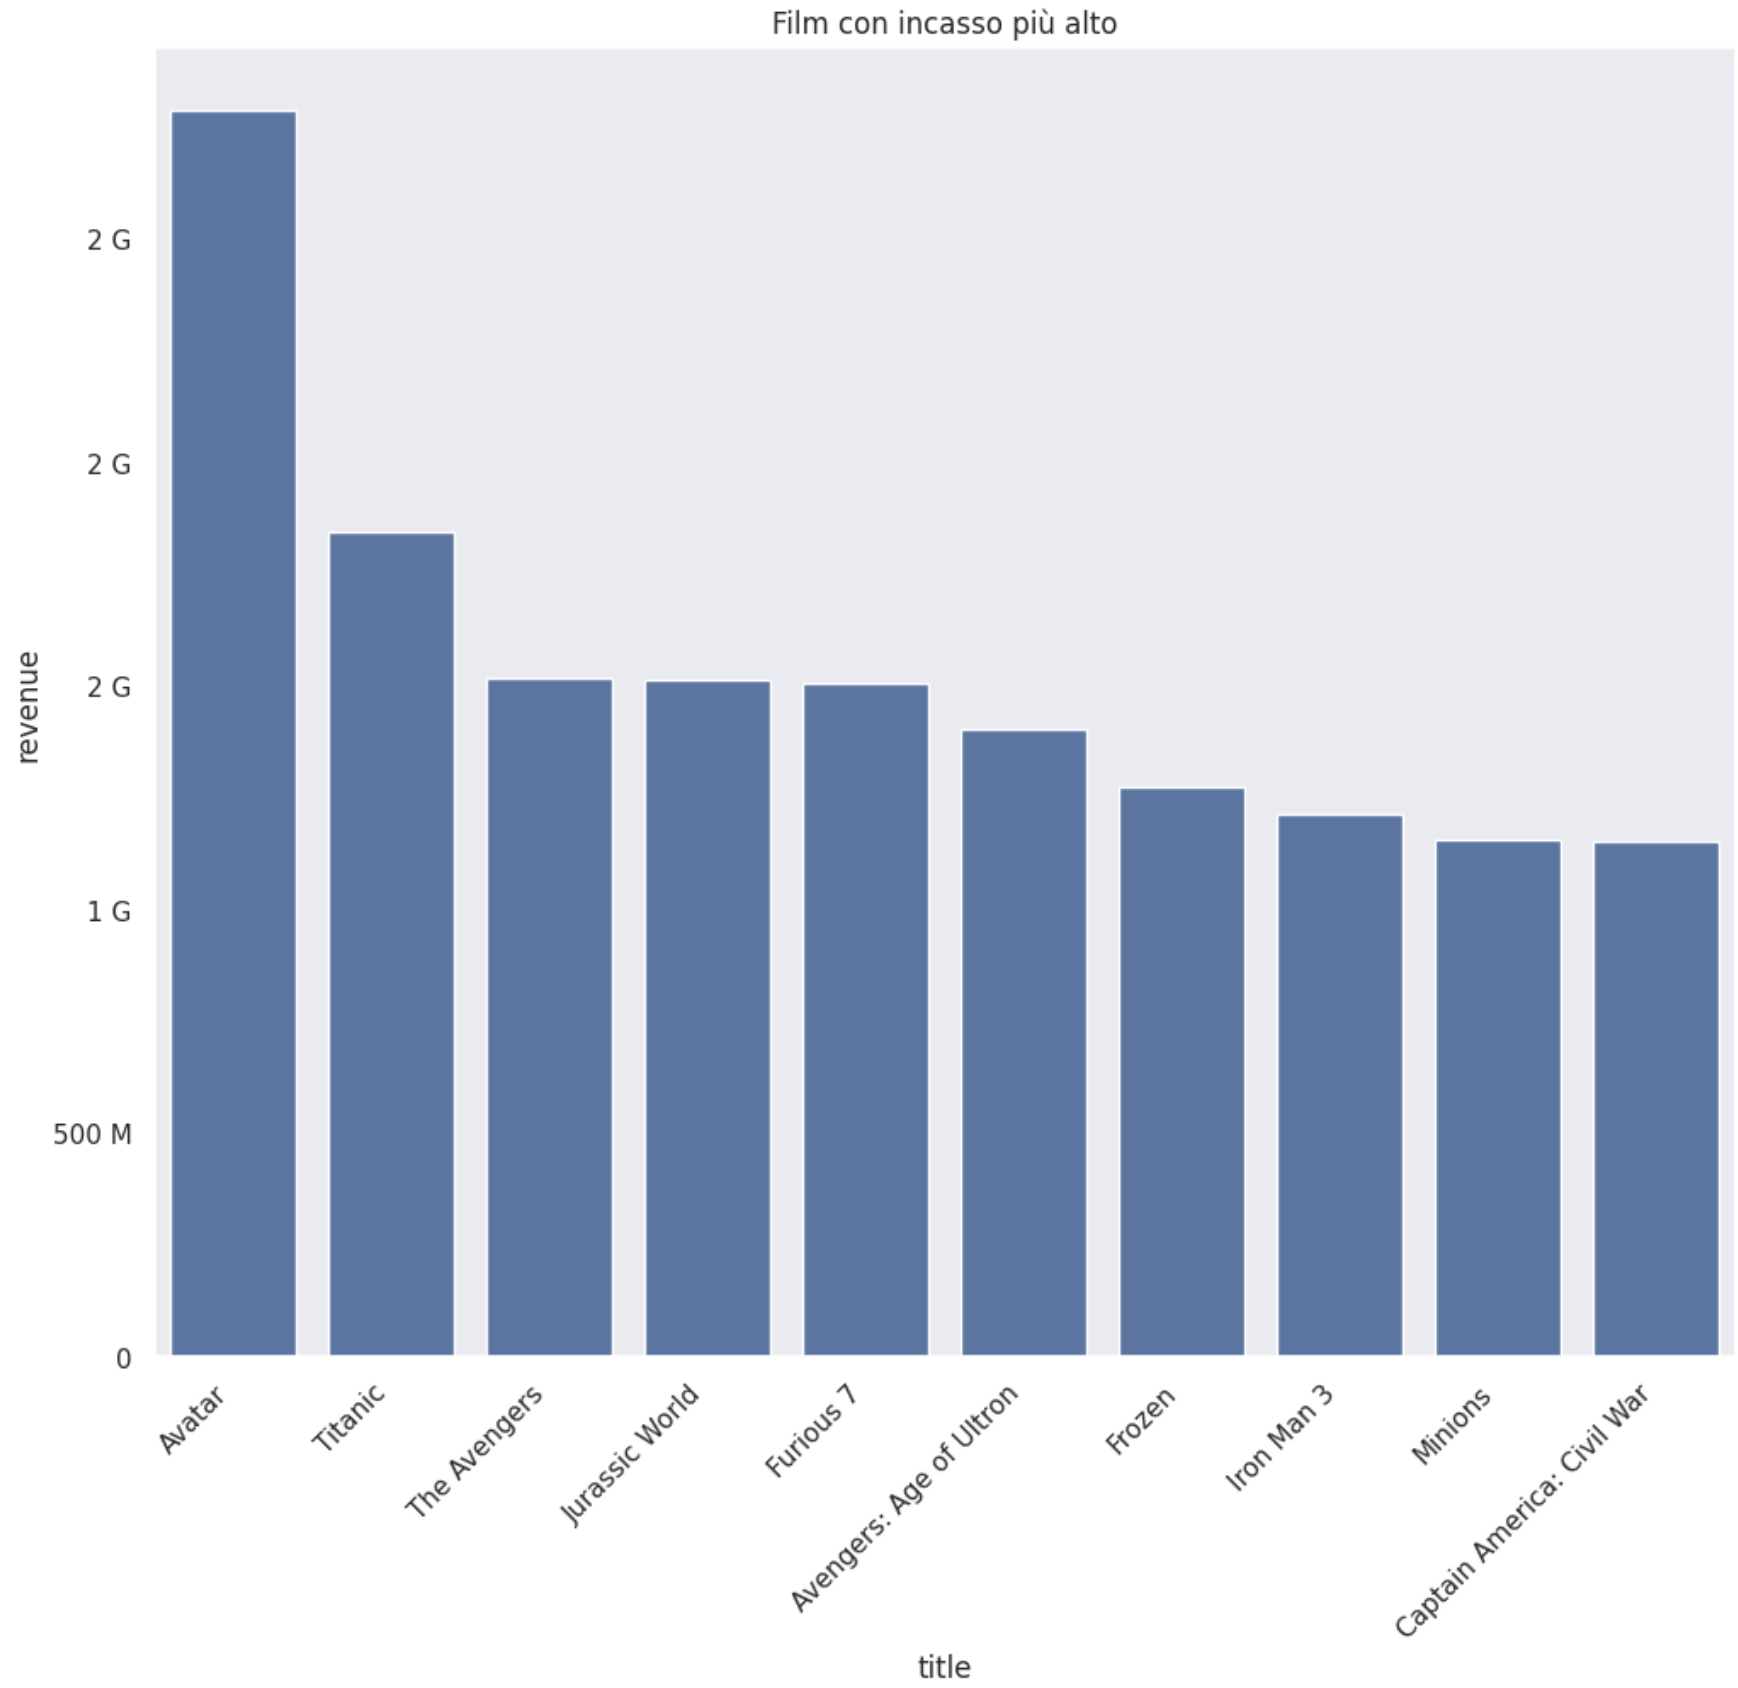 Film con incasso più alto
2 G
2 G
2 G
1 G
500 M
0
revenue
Avatar
Titanic
The Avengers
Jurassic World
Furious 7
Avengers: Age of Ultron
Frozen
Iron Man 3
Minions
Captain America: Civil War
title